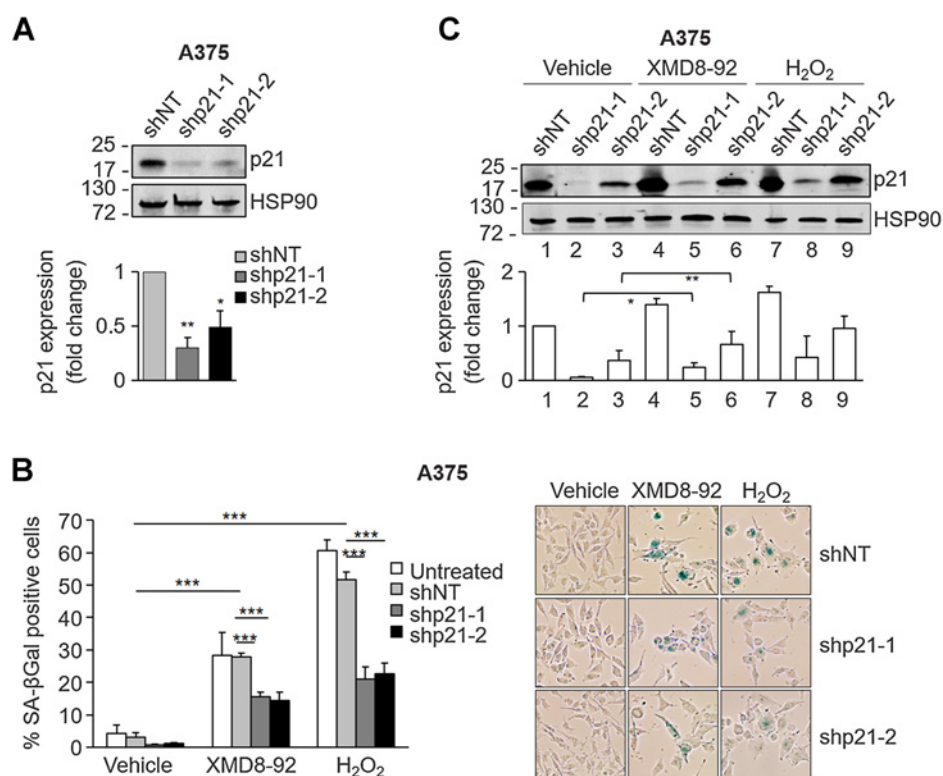 A
A375
shNT
shp21-1
shp21-2
25 -
17 -
p21
130 -
72 -
HSP90
p21 expression
(fold change)
1
0.5
0
**
*
shNT
shp21-1
shp21-2
C
A375
Vehicle XMD8-92 H₂O₂
shNT shp21-1 shp21-2 shNT shp21-1 shp21-2 shNT shp21-1 shp21-2
25 -
17 -
p21
130 -
72 -
HSP90
1 2 3 4 5 6 7 8 9
p21 expression
(fold change)
2
1
0
**
*
1 2 3 4 5 6 7 8 9
B
A375
% SA-βGal positive cells
70
60
50
40
30
20
10
0
***
***
***
***
***
***
Untreated
shNT
shp21-1
shp21-2
Vehicle XMD8-92 H₂O₂
Vehicle XMD8-92 H₂O₂
shNT
shp21-1
shp21-2